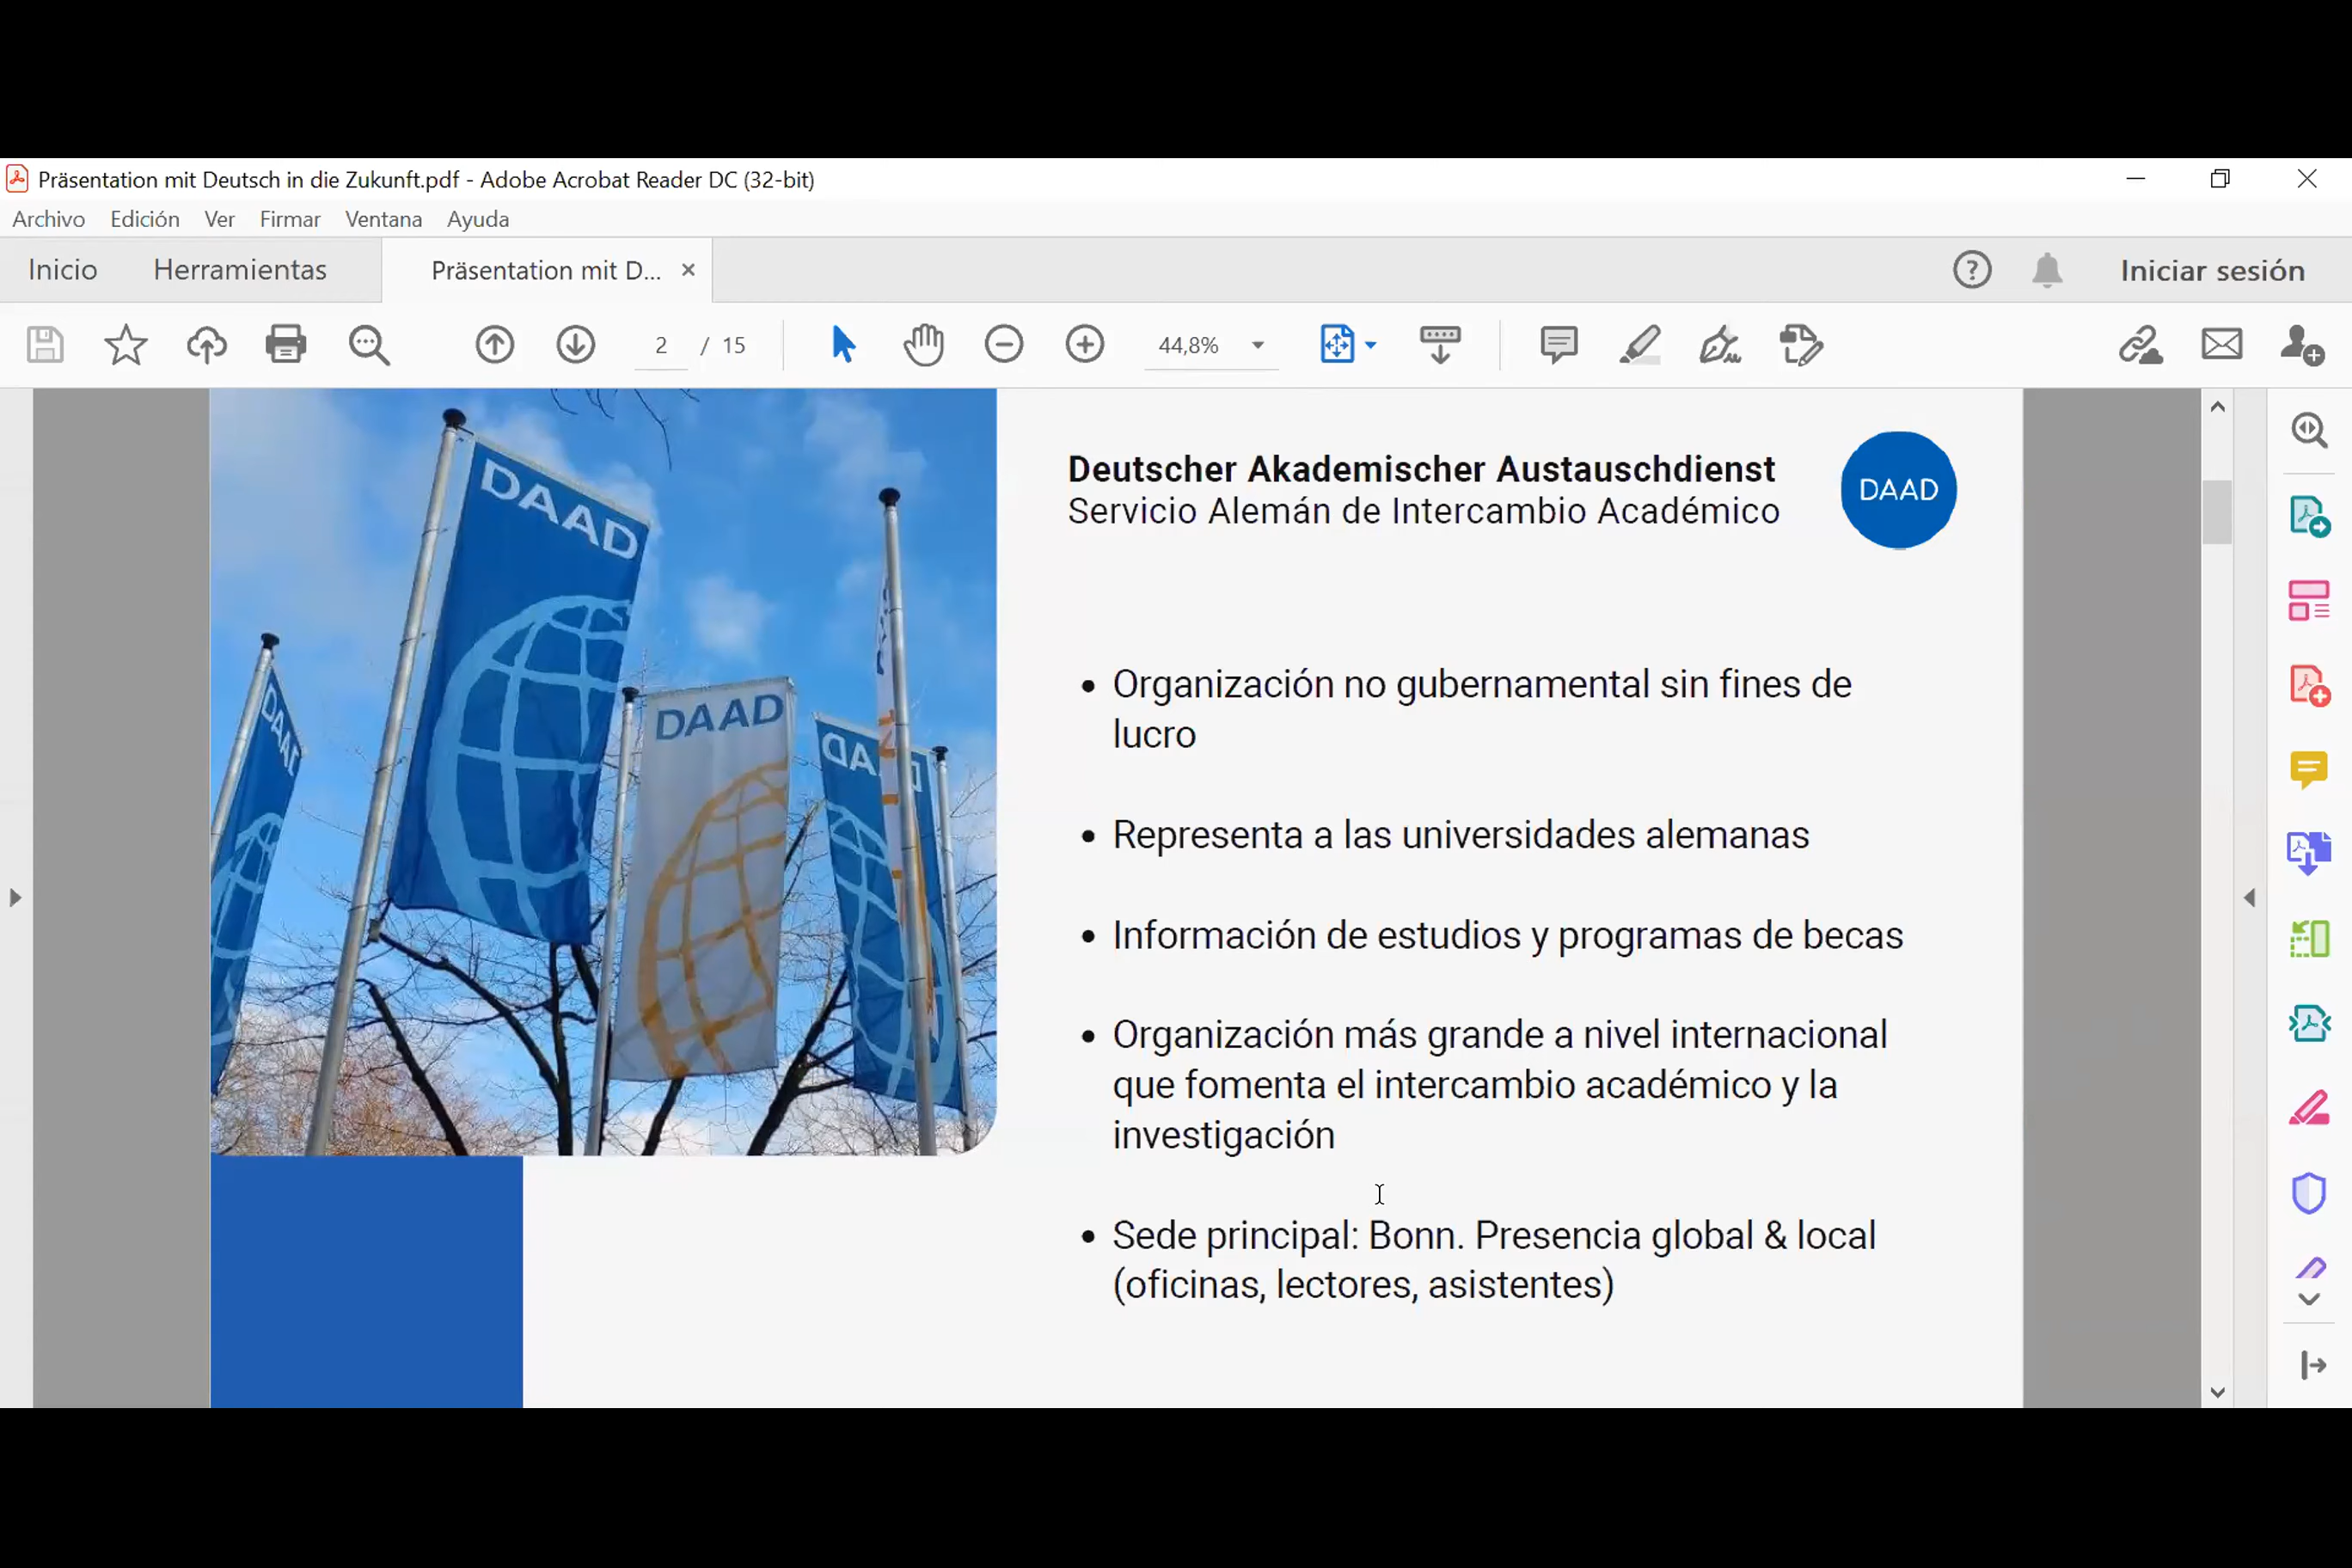 Präsentation mit Deutsch in die Zukunft.pdf - Adobe Acrobat Reader DC (32-bit)
Archivo Edición Ver Firmar Ventana Ayuda
Inicio Herramientas Präsentation mit D... × Iniciar sesión
2 / 15 44,8%
DAAD
DAAD
DAAD
DAAD
Deutscher Akademischer Austauschdienst
Servicio Alemán de Intercambio Académico
DAAD
• Organización no gubernamental sin fines de
lucro
• Representa a las universidades alemanas
• Información de estudios y programas de becas
• Organización más grande a nivel internacional
que fomenta el intercambio académico y la
investigación
• Sede principal: Bonn. Presencia global & local
(oficinas, lectores, asistentes)